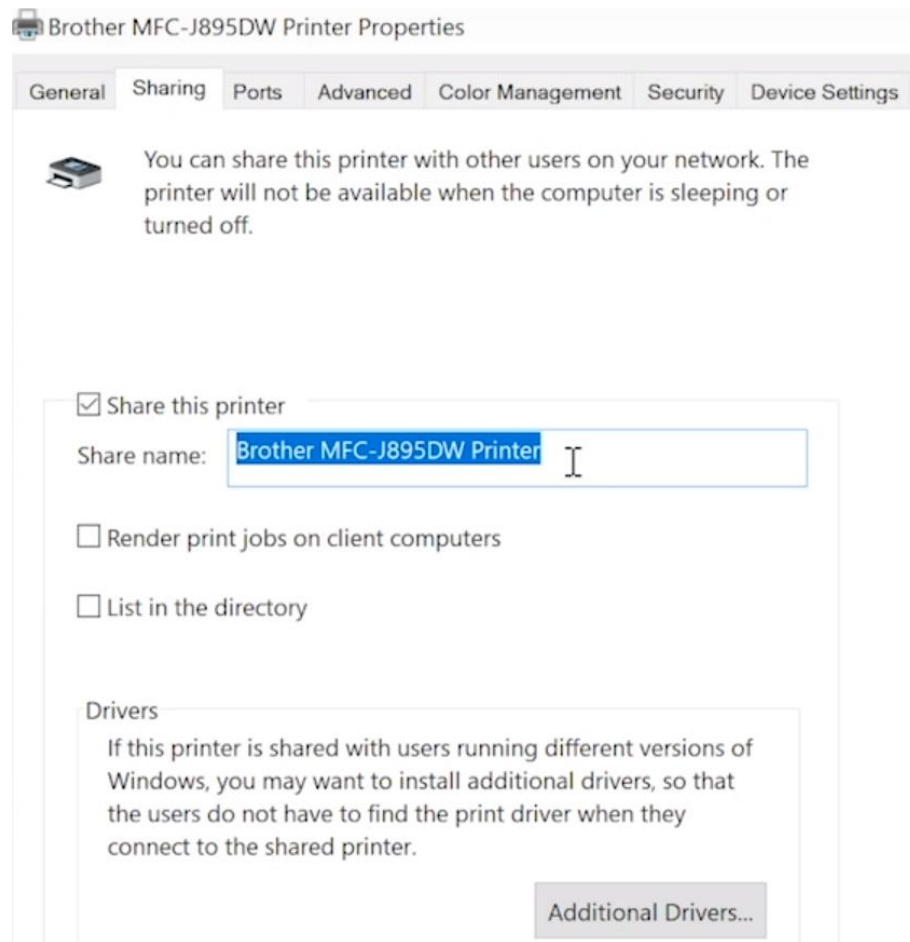 Brother MFC-J895DW Printer Properties
General Sharing Ports Advanced Color Management Security Device Settings
You can share this printer with other users on your network. The
printer will not be available when the computer is sleeping or
turned off.
Share this printer
Share name: Brother MFC-J895DW Printer
Render print jobs on client computers
List in the directory
Drivers
If this printer is shared with users running different versions of
Windows, you may want to install additional drivers, so that
the users do not have to find the print driver when they
connect to the shared printer.
Additional Drivers...